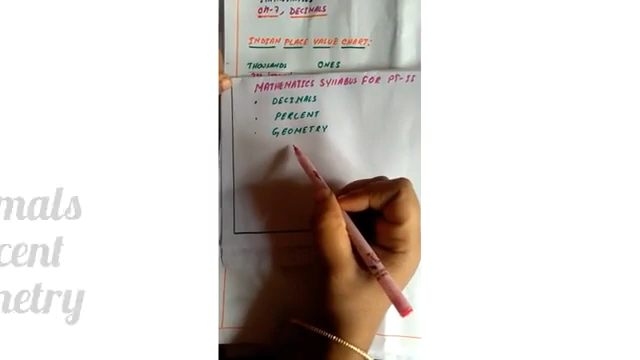 CH-7, DECIMALS
INDIAN PLACE VALUE CHART:
THOUSANDS ONES
MATHEMATICS SYLLABUS FOR PT-II
• DECIMALS
• PERCENT
• GEOMETRY
mals
cent
metry